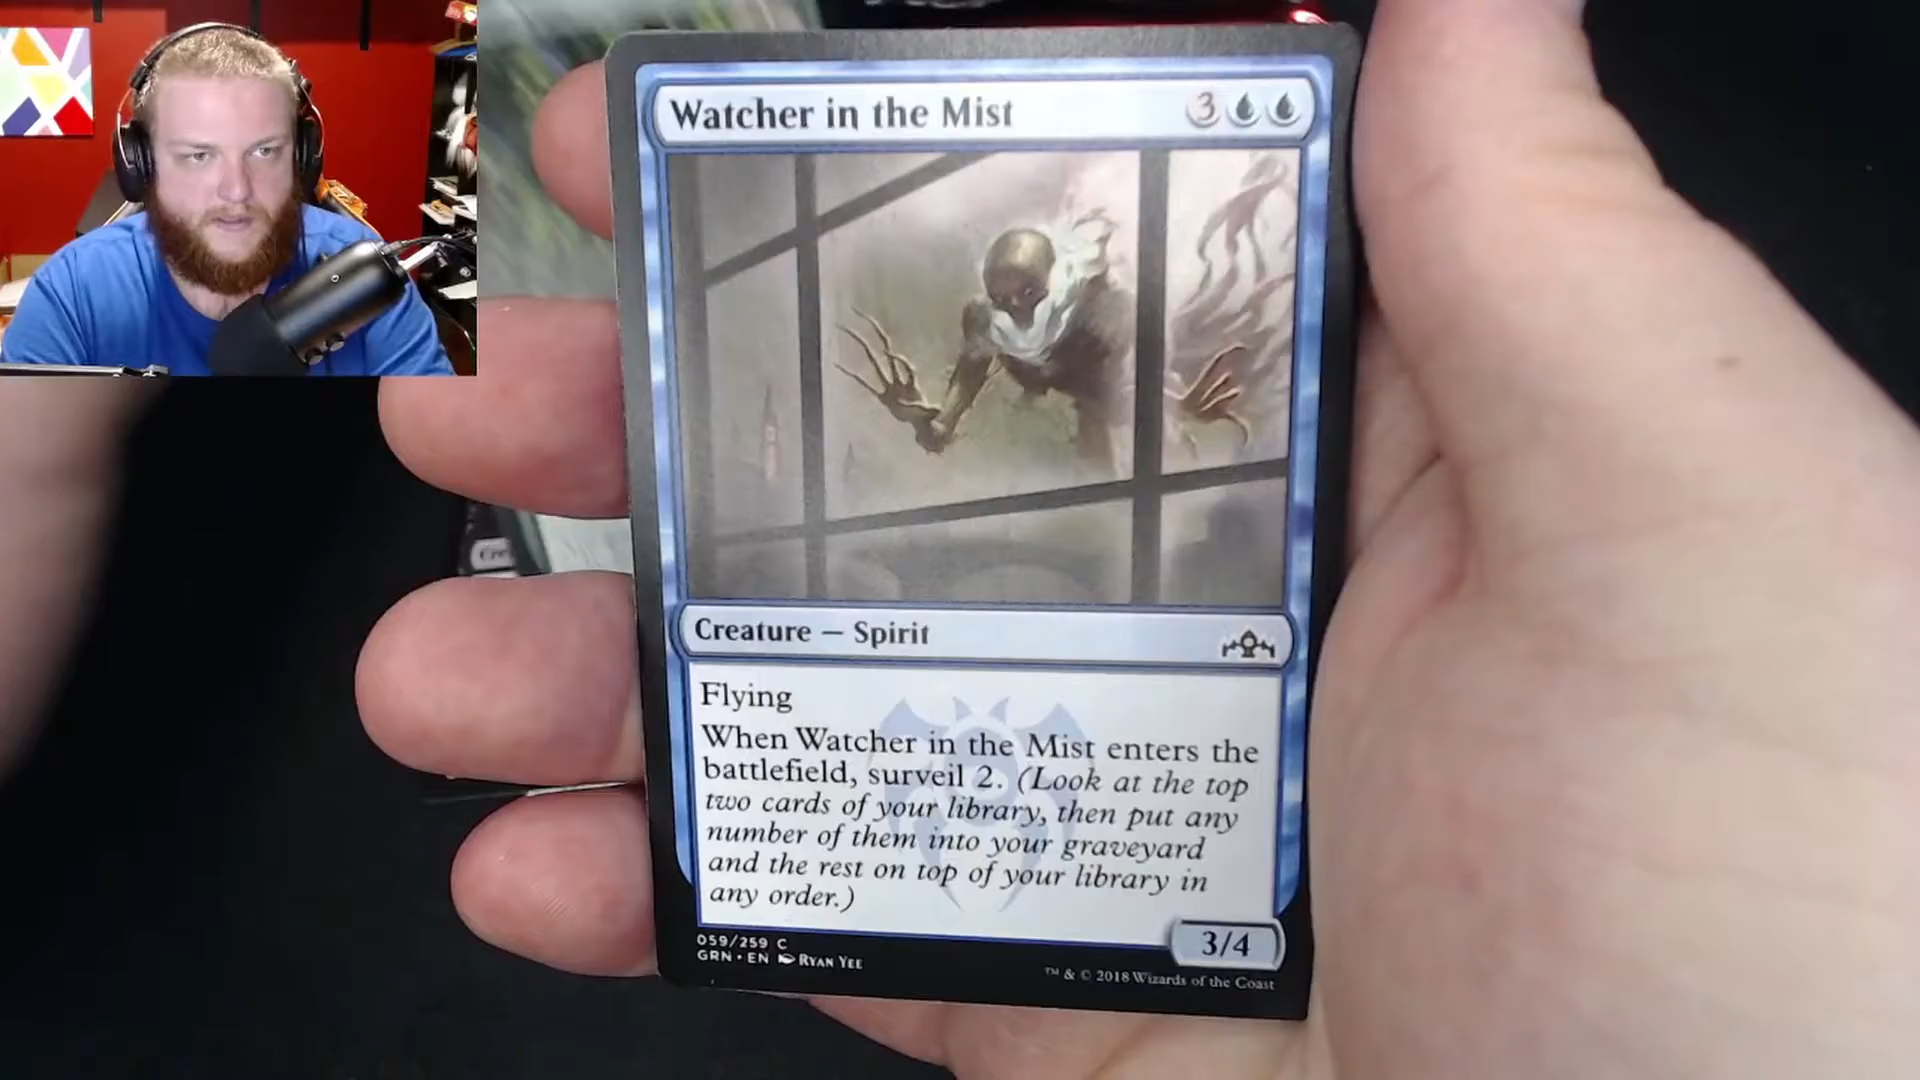 Watcher in the Mist
3
Creature — Spirit
Flying
When Watcher in the Mist enters the
battlefield, surveil 2. (Look at the top
two cards of your library, then put any
number of them into your graveyard
and the rest on top of your library in
any order.)
3/4
059/259 C
GRN • EN Ryan Yee
™ & © 2018 Wizards of the Coast
Cre